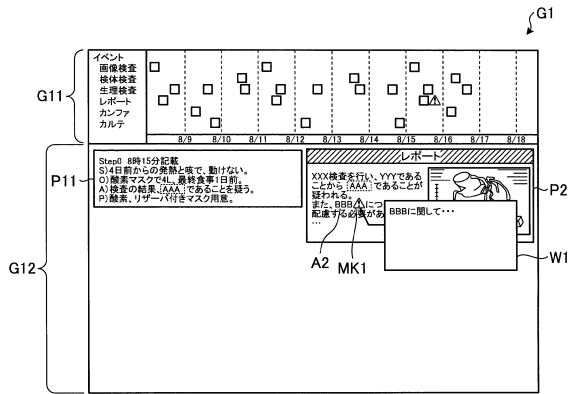 G1
イベント
画像検査
検体検査
生理検査
レポート
カンファ
カルテ
G11
8/9 8/10 8/11 8/12 8/13 8/14 8/15 8/16 8/17 8/18
G12
P11
Step0 8時15分記載
S)4日前からの発熱と咳で、動けない。
O)酸素マスクで4L、最終食事1日前。
A)検査の結果、AAAであることを疑う。
P)酸素、リザーバ付きマスク用意。
レポート
XXX検査を行い、YYYであることから AAA であることが
疑われる。
また、BBB につ
配慮する必要があ
…
P2
BBBに関して・・・
W1
A2
MK1